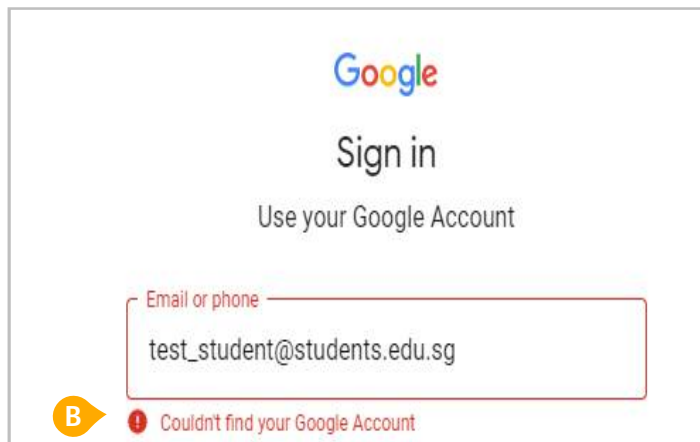 Google
Sign in
Use your Google Account
Email or phone
test_student@students.edu.sg
B
! Couldn't find your Google Account